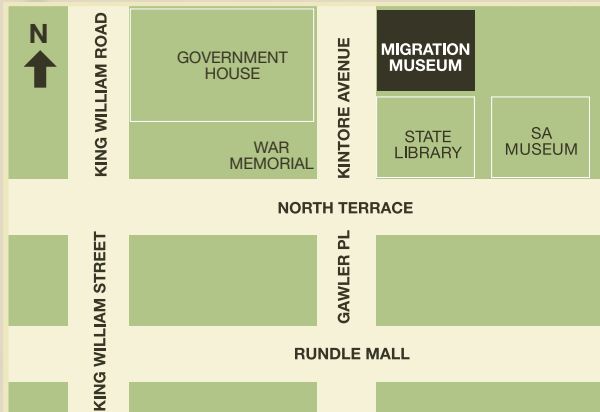 N
KING WILLIAM ROAD
GOVERNMENT
HOUSE
WAR
MEMORIAL
KINTORE AVENUE
MIGRATION
MUSEUM
STATE
LIBRARY
SA
MUSEUM
NORTH TERRACE
KING WILLIAM STREET
GAWLER PL
RUNDLE MALL